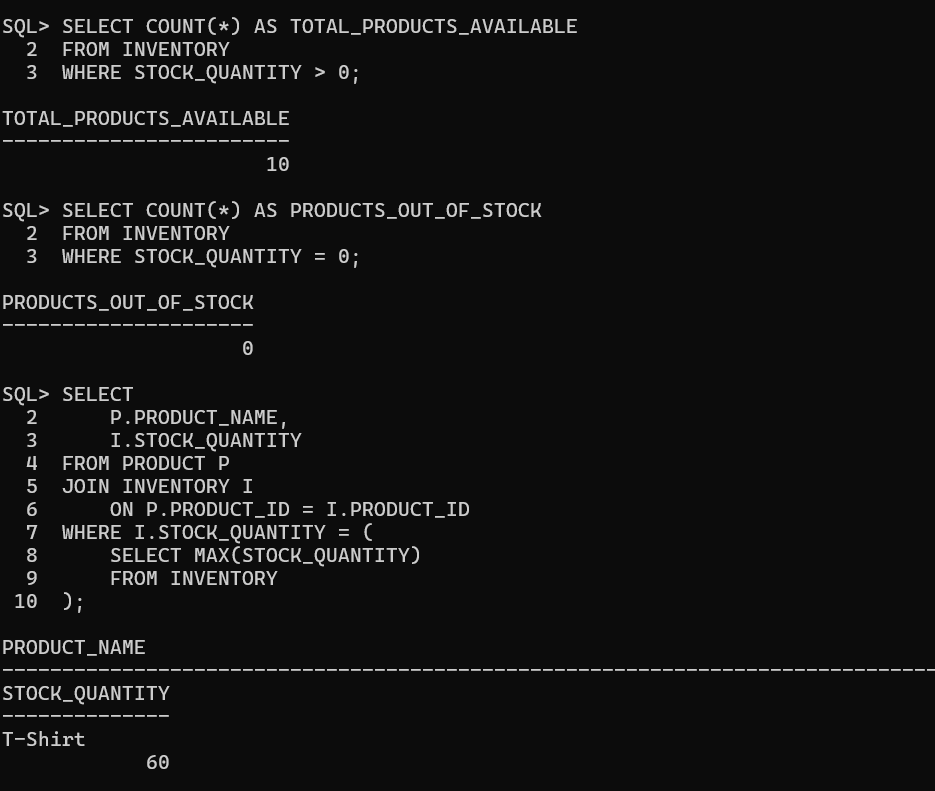 SQL> SELECT COUNT(*) AS TOTAL_PRODUCTS_AVAILABLE
  2  FROM INVENTORY
  3  WHERE STOCK_QUANTITY > 0;

TOTAL_PRODUCTS_AVAILABLE
------------------------
                      10

SQL> SELECT COUNT(*) AS PRODUCTS_OUT_OF_STOCK
  2  FROM INVENTORY
  3  WHERE STOCK_QUANTITY = 0;

PRODUCTS_OUT_OF_STOCK
---------------------
                    0

SQL> SELECT
  2      P.PRODUCT_NAME,
  3      I.STOCK_QUANTITY
  4  FROM PRODUCT P
  5  JOIN INVENTORY I
  6      ON P.PRODUCT_ID = I.PRODUCT_ID
  7  WHERE I.STOCK_QUANTITY = (
  8      SELECT MAX(STOCK_QUANTITY)
  9      FROM INVENTORY
 10  );

PRODUCT_NAME
------------------------------------------------------------------------------
STOCK_QUANTITY
--------------
T-Shirt
            60